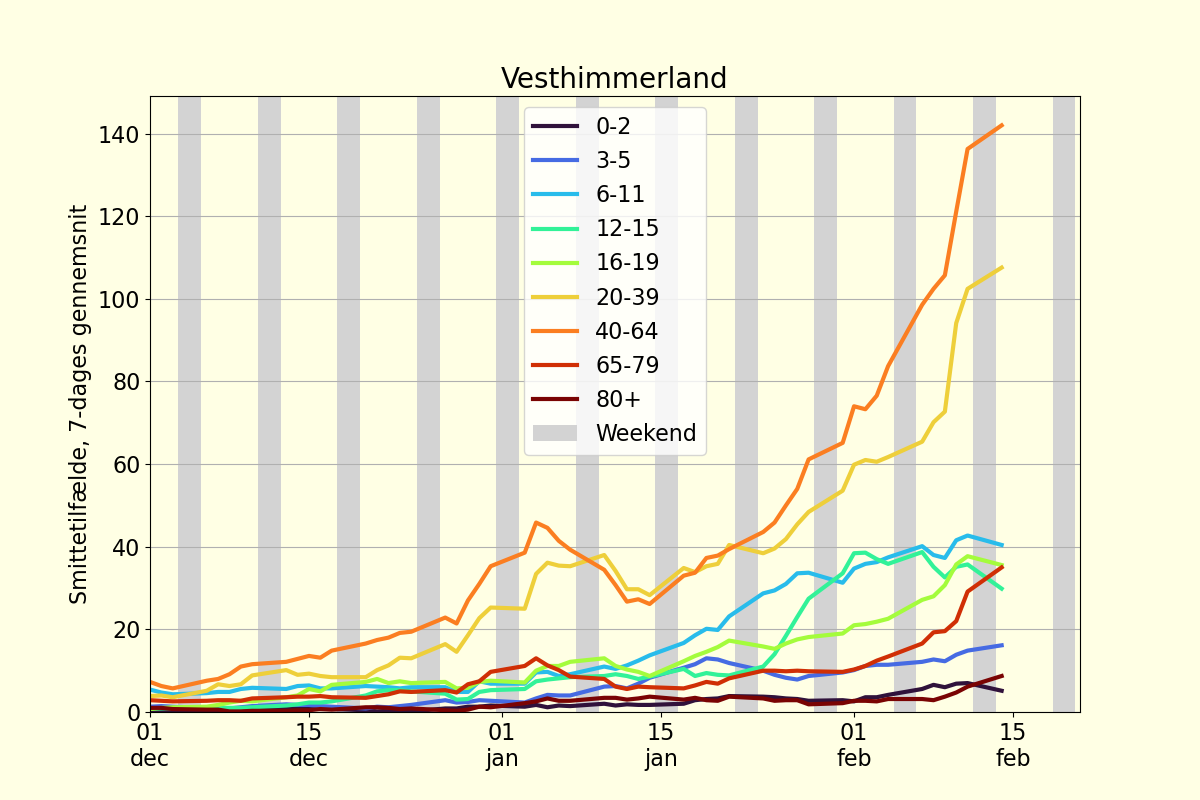 Vesthimmerland
Smittetilfælde, 7-dages gennemsnit
140
120
100
80
60
40
20
0
0-2
3-5
6-11
12-15
16-19
20-39
40-64
65-79
80+
Weekend
01
dec
15
dec
01
jan
15
jan
01
feb
15
feb